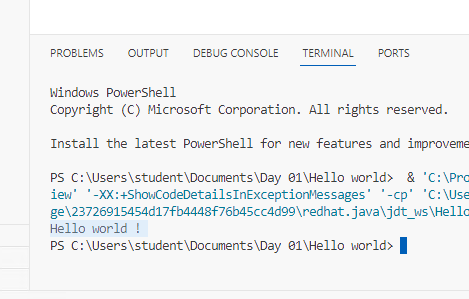 PROBLEMS OUTPUT DEBUG CONSOLE TERMINAL PORTS
Windows PowerShell
Copyright (C) Microsoft Corporation. All rights reserved.
Install the latest PowerShell for new features and improveme
PS C:\Users\student\Documents\Day 01\Hello world>  & 'C:\Pro
iew' '-XX:+ShowCodeDetailsInExceptionMessages' '-cp' 'C:\Use
ge\23726915454d17fb4448f76b45cc4d99\redhat.java\jdt_ws\Hello
Hello world !
PS C:\Users\student\Documents\Day 01\Hello world>